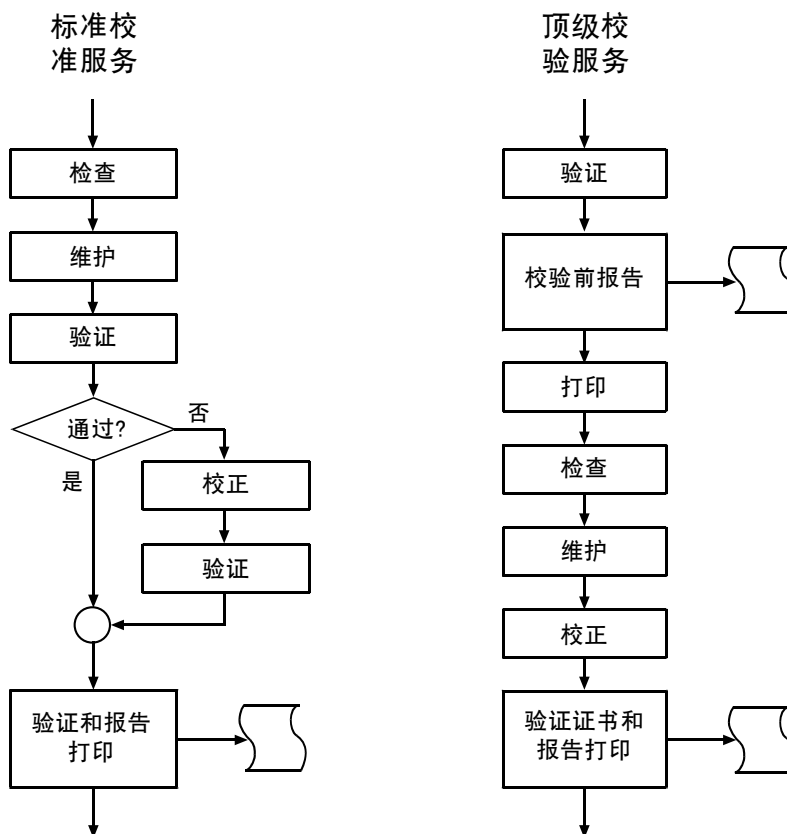 标准校
准服务
检查
维护
验证
通过?
否
是
校正
验证
验证和报告
打印
顶级校
验服务
验证
校验前报告
打印
检查
维护
校正
验证证书和
报告打印